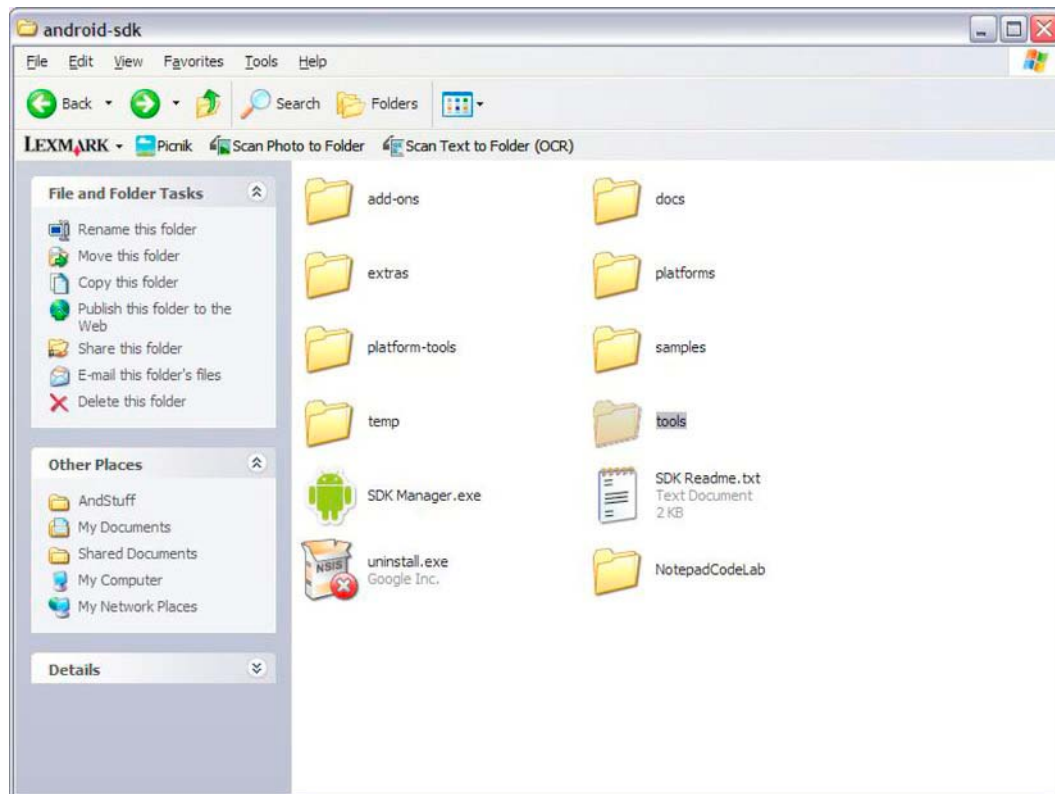 android-sdk
File Edit View Favorites Tools Help
Back Search Folders
LEXMARK Picnik Scan Photo to Folder Scan Text to Folder (OCR)
File and Folder Tasks
Rename this folder
Move this folder
Copy this folder
Publish this folder to the
Web
Share this folder
E-mail this folder's files
Delete this folder
Other Places
AndStuff
My Documents
Shared Documents
My Computer
My Network Places
Details
add-ons
docs
extras
platforms
platform-tools
samples
temp
tools
SDK Manager.exe
SDK Readme.txt
Text Document
2 KB
NSIS
uninstall.exe
Google Inc.
NotepadCodeLab